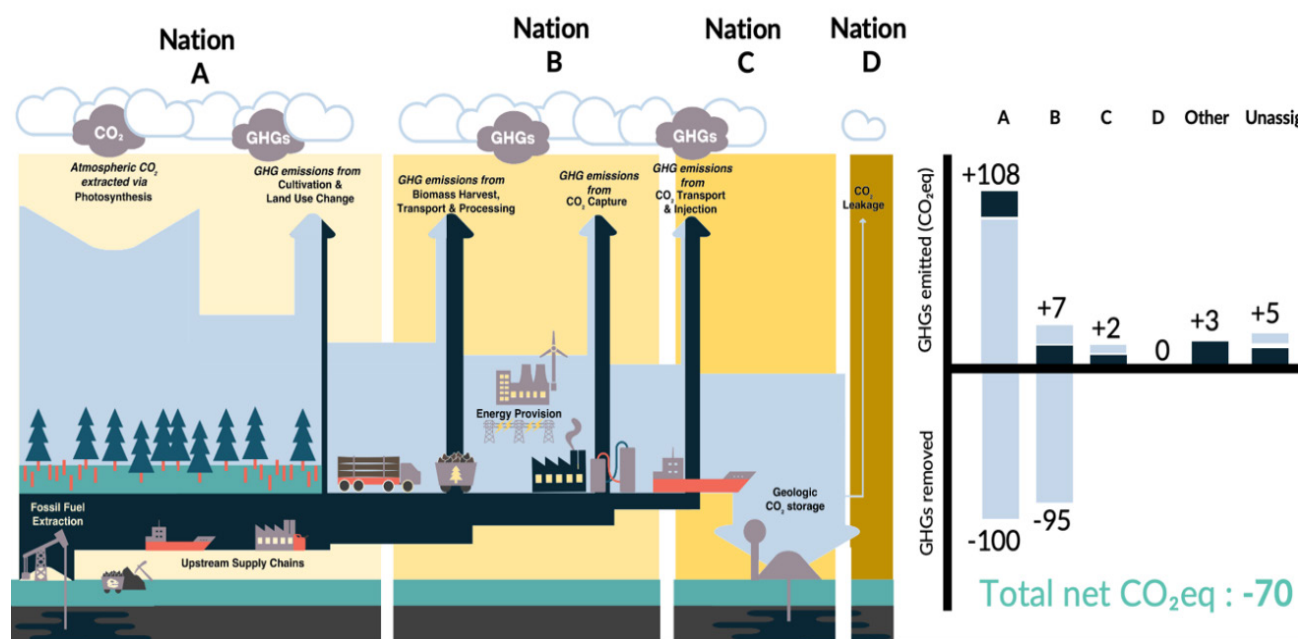 Nation
A
Nation
B
Nation
C
Nation
D
CO₂
GHGs
GHGs
GHGs
Atmospheric CO₂
extracted via
Photosynthesis
GHG emissions from
Cultivation &
Land Use Change
GHG emissions from
Biomass Harvest,
Transport & Processing
GHG emissions
from
CO₂ Capture
GHG emissions
from
CO₂ Transport
& Injection
CO₂
Leakage
Energy Provision
Geologic
CO₂ storage
Fossil Fuel
Extraction
Upstream Supply Chains
A B C D Other Unassig
GHGs emitted (CO₂eq)
GHGs removed
+108
+7
+2
0
+3
+5
-100
-95
Total net CO₂eq : -70